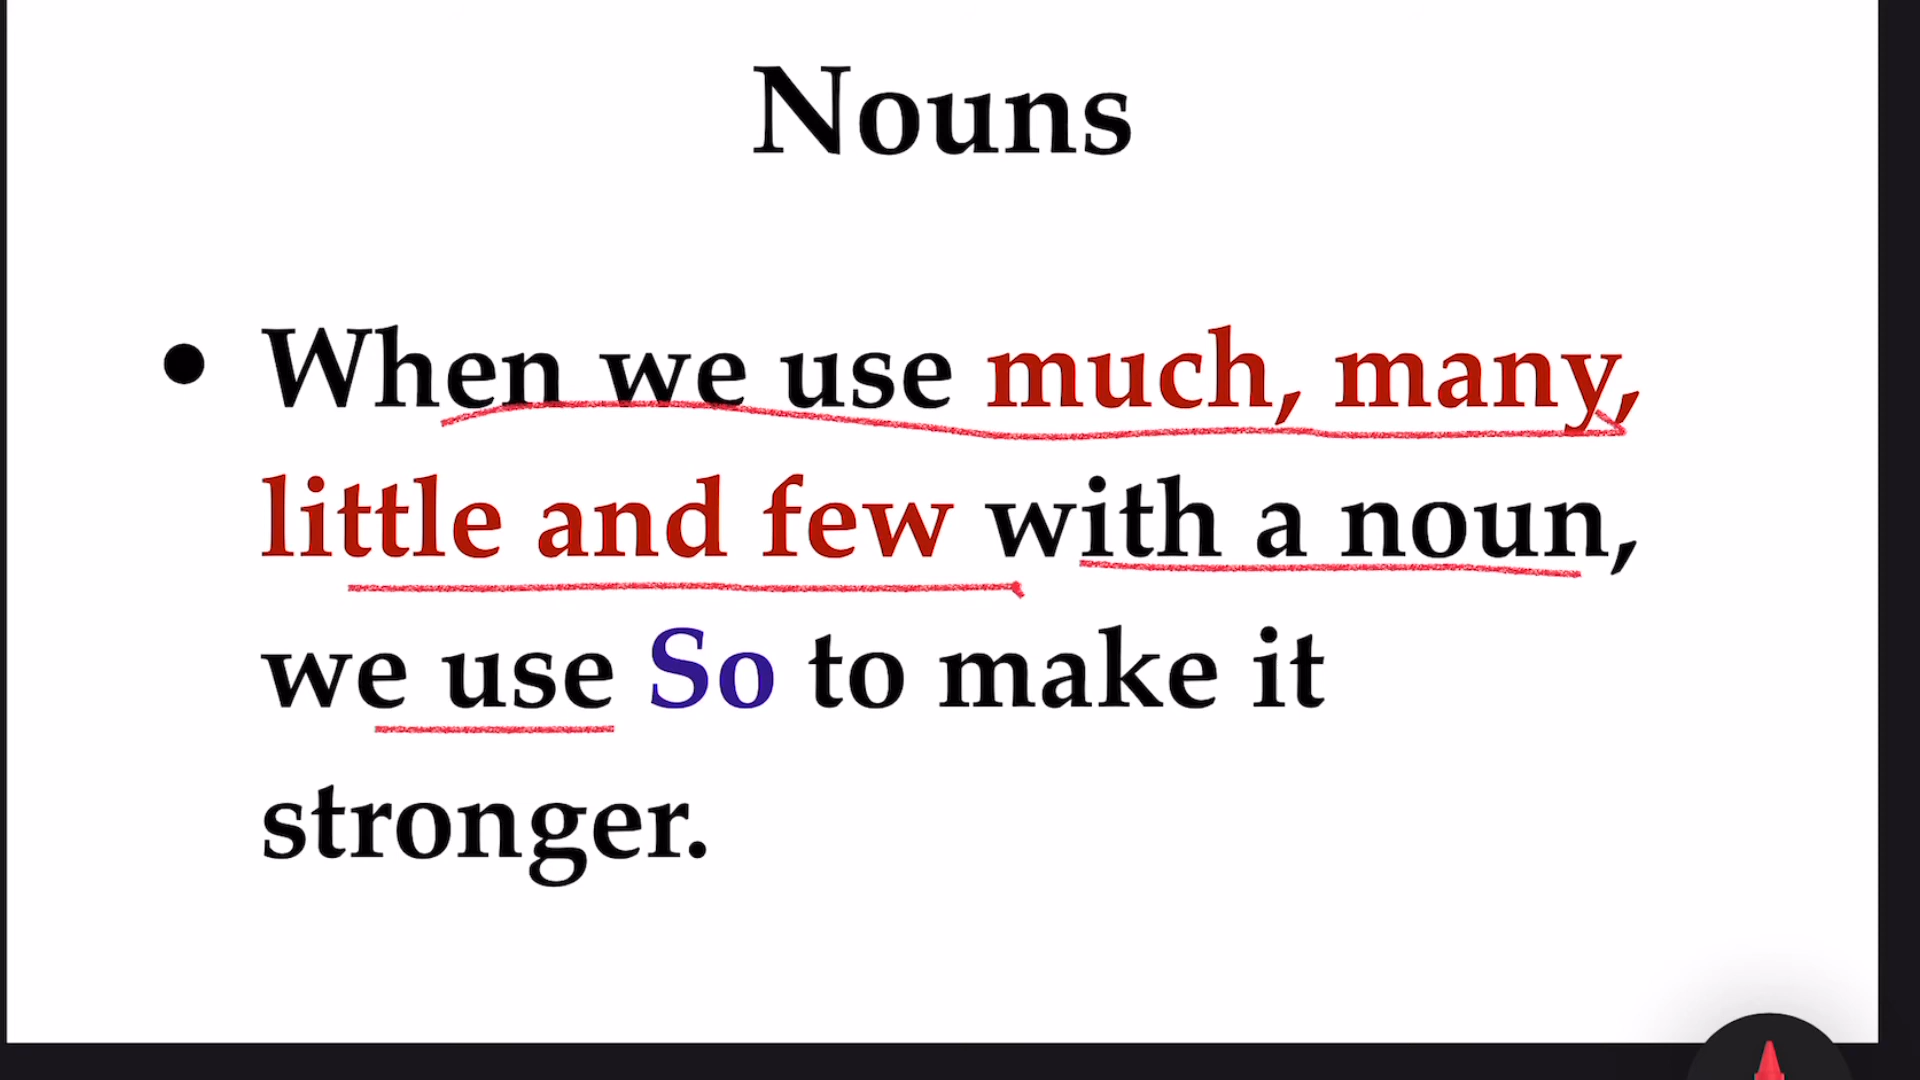 Nouns
• When we use much, many,
little and few with a noun,
we use So to make it
stronger.